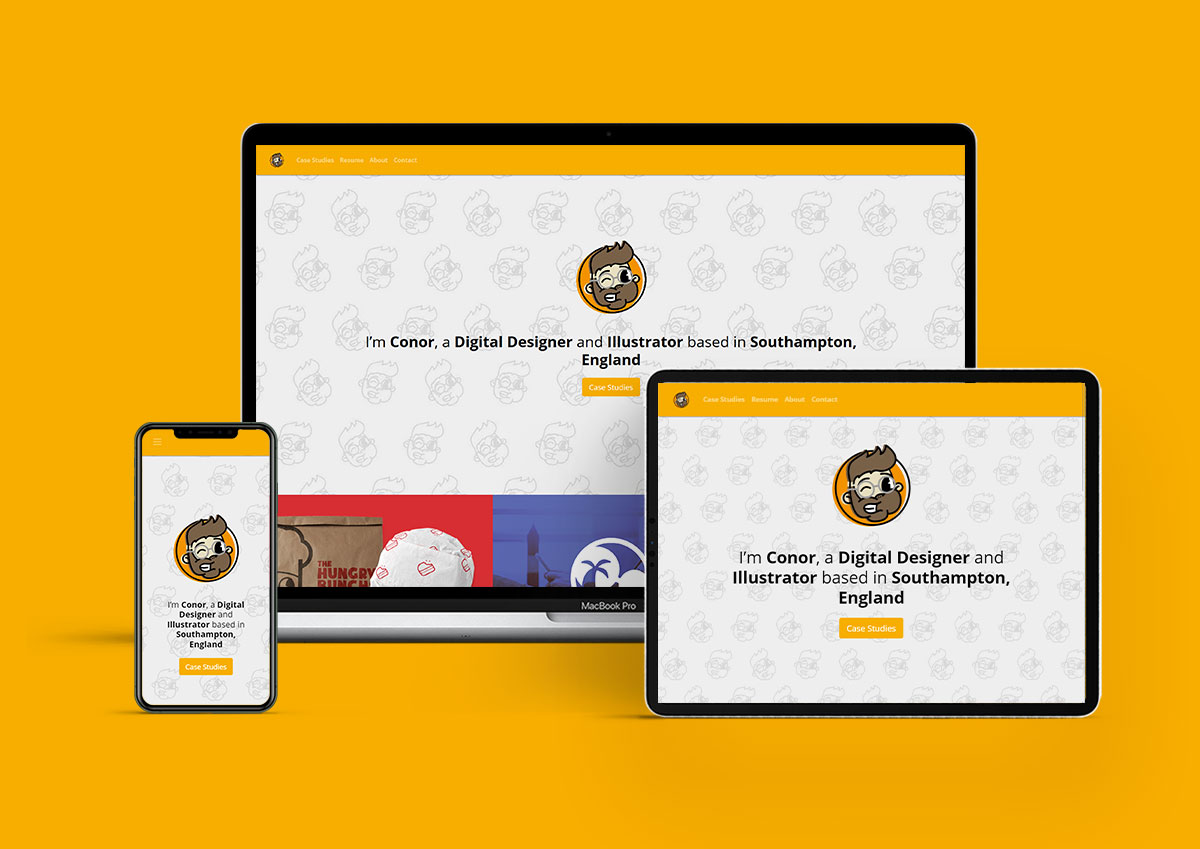 Case Studies Resume About Contact
I'm Conor, a Digital Designer and Illustrator based in Southampton,
England
Case Studies
THE
HUNGRY
BUNCH
MacBook Pro
Case Studies Resume About Contact
I'm Conor, a Digital Designer and
Illustrator based in Southampton,
England
Case Studies
I'm Conor, a Digital
Designer and
Illustrator based in
Southampton,
England
Case Studies